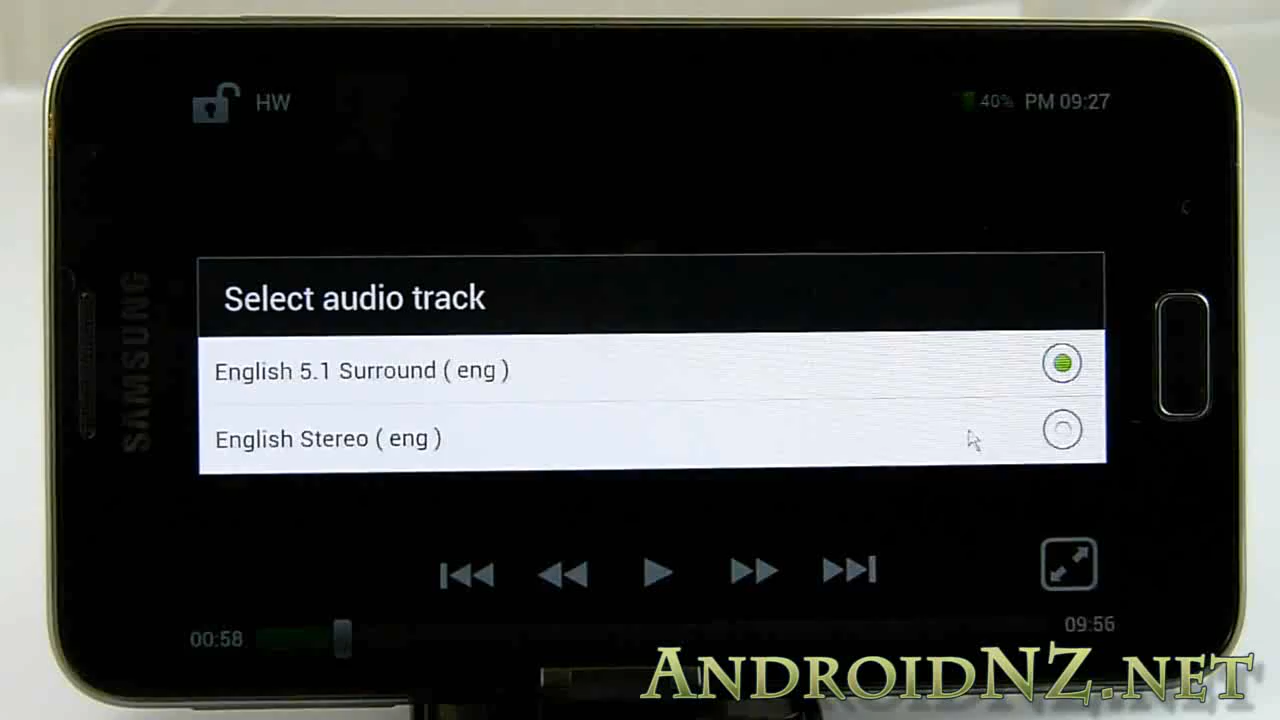 HW
40% PM 09:27
SAMSUNG
Select audio track
English 5.1 Surround ( eng )
English Stereo ( eng )
00:58
09:56
ANDROIDNZ.NET